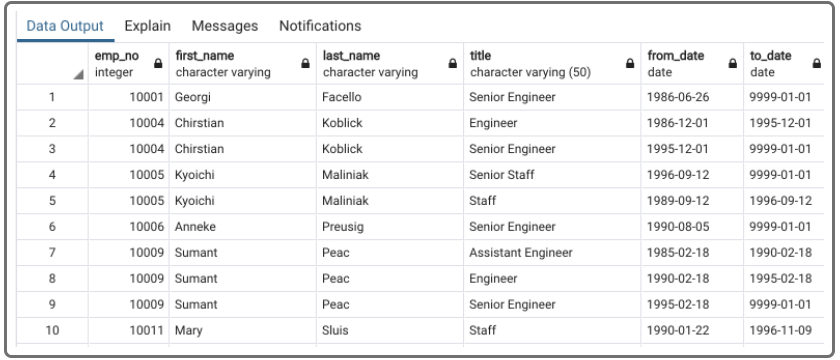 Data Output Explain Messages Notifications
emp_no first_name last_name title from_date to_date
integer character varying character varying character varying (50) date date
1 10001 Georgi Facello Senior Engineer 1986-06-26 9999-01-01
2 10004 Chirstian Koblick Engineer 1986-12-01 1995-12-01
3 10004 Chirstian Koblick Senior Engineer 1995-12-01 9999-01-01
4 10005 Kyoichi Maliniak Senior Staff 1996-09-12 9999-01-01
5 10005 Kyoichi Maliniak Staff 1989-09-12 1996-09-12
6 10006 Anneke Preusig Senior Engineer 1990-08-05 9999-01-01
7 10009 Sumant Peac Assistant Engineer 1985-02-18 1990-02-18
8 10009 Sumant Peac Engineer 1990-02-18 1995-02-18
9 10009 Sumant Peac Senior Engineer 1995-02-18 9999-01-01
10 10011 Mary Sluis Staff 1990-01-22 1996-11-09